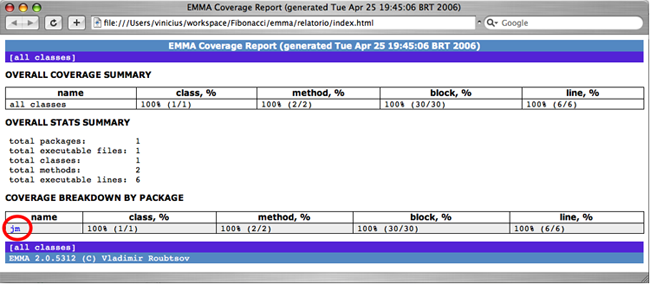 EMMA Coverage Report (generated Tue Apr 25 19:45:06 BRT 2006)
file:///Users/vinicius/workspace/Fibonacci/emma/relatorio/index.html
Google
EMMA Coverage Report (generated Tue Apr 25 19:45:06 BRT 2006)
[all classes]
OVERALL COVERAGE SUMMARY
name class, % method, % block, % line, %
all classes 100% (1/1) 100% (2/2) 100% (30/30) 100% (6/6)
OVERALL STATS SUMMARY
total packages: 1
total executable files: 1
total classes: 1
total methods: 2
total executable lines: 6
COVERAGE BREAKDOWN BY PACKAGE
name class, % method, % block, % line, %
jm 100% (1/1) 100% (2/2) 100% (30/30) 100% (6/6)
[all classes]
EMMA 2.0.5312 (C) Vladimir Roubtsov